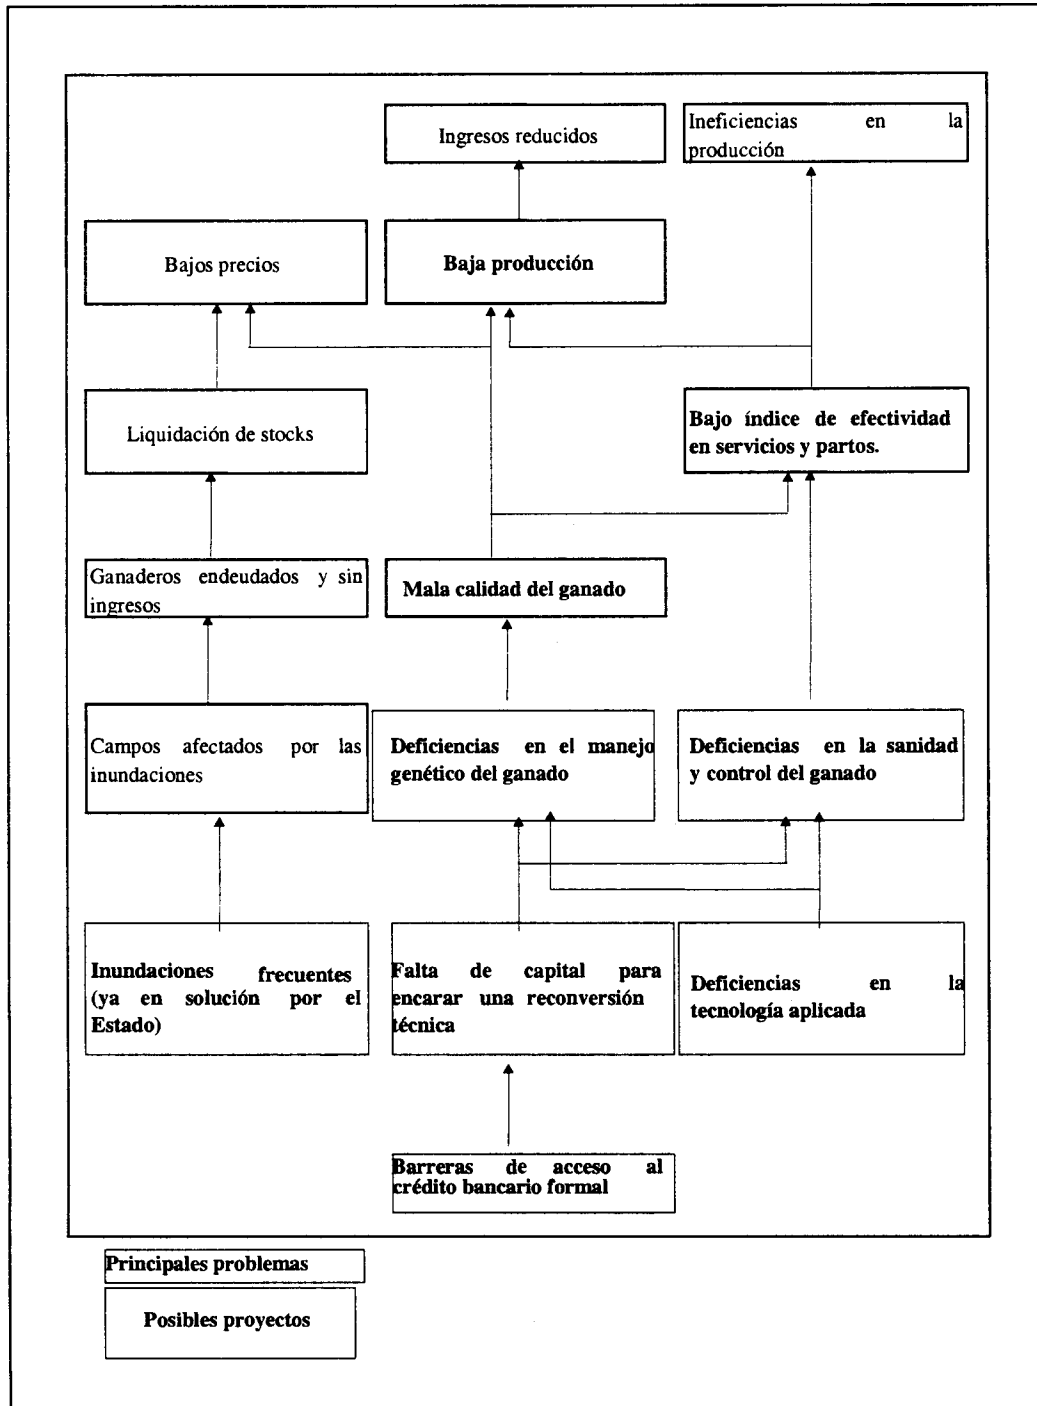 Ingresos reducidos
Ineficiencias en la
producción
Bajos precios
Baja producción
Liquidación de stocks
Bajo índice de efectividad
en servicios y partos.
Ganaderos endeudados y sin
ingresos
Mala calidad del ganado
Campos afectados por las
inundaciones
Deficiencias en el manejo
genético del ganado
Deficiencias en la sanidad
y control del ganado
Inundaciones frecuentes
(ya en solución por el
Estado)
Falta de capital para
encarar una reconversión
técnica
Deficiencias en la
tecnología aplicada
Barreras de acceso al
crédito bancario formal
Principales problemas
Posibles proyectos